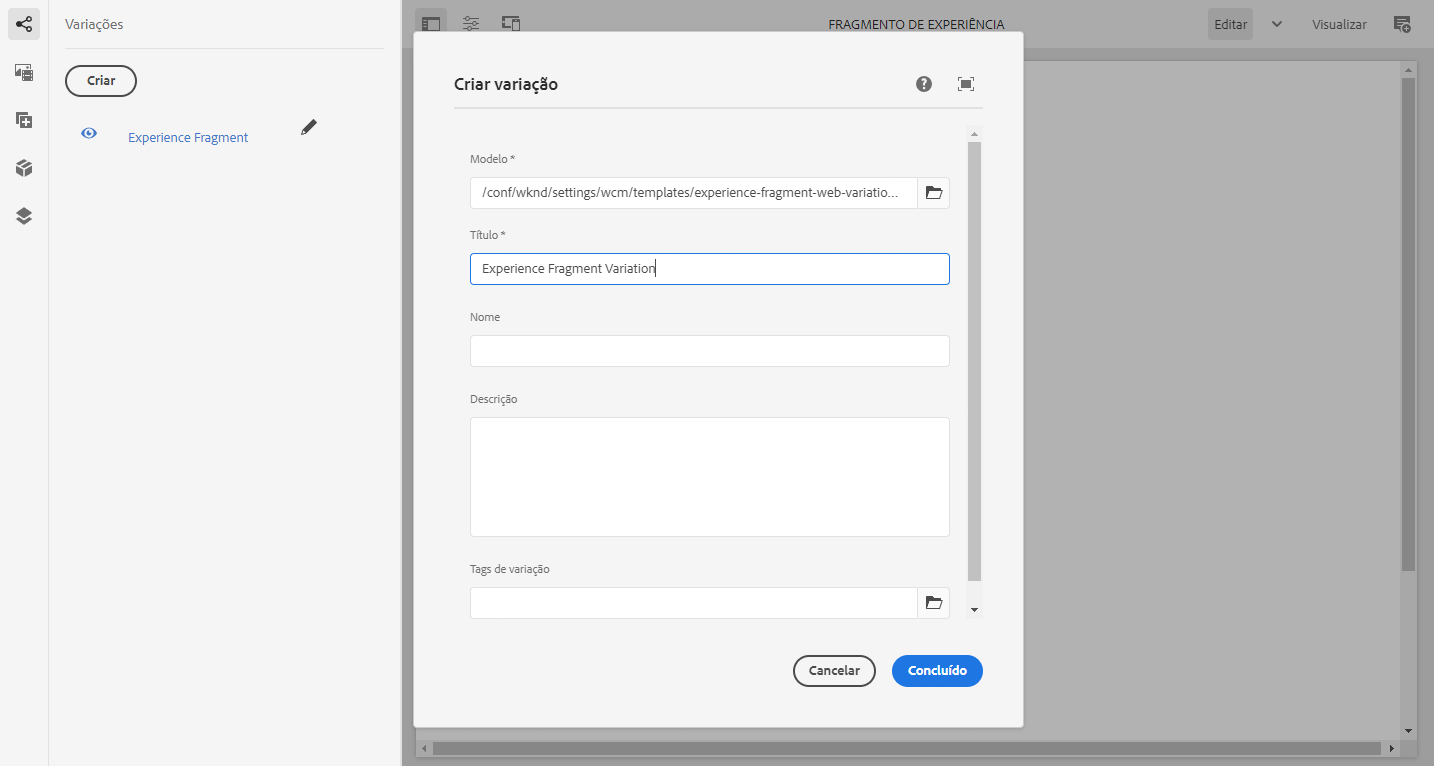 Variações
Criar
Experience Fragment
FRAGMENTO DE EXPERIÊNCIA
Editar
Visualizar
Criar variação
Modelo *
/conf/wknd/settings/wcm/templates/experience-fragment-web-variatio...
Título *
Experience Fragment Variation
Nome
Descrição
Tags de variação
Cancelar
Concluído